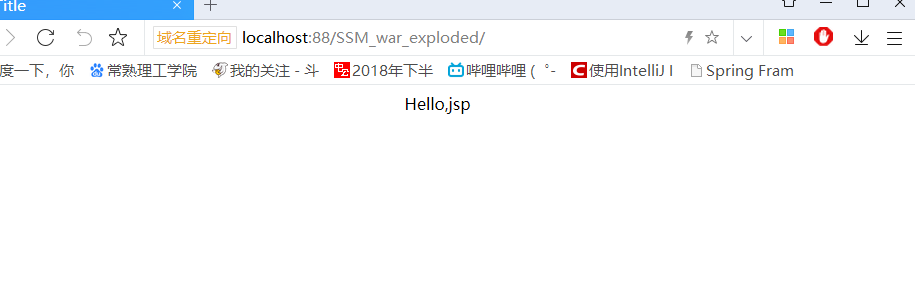 Title
域名重定向 localhost:88/SSM_war_exploded/
度一下，你 常熟理工学院 我的关注 - 斗 2018年下半 哔哩哔哩 ( ゜- 使用IntelliJ I Spring Fram
Hello,jsp